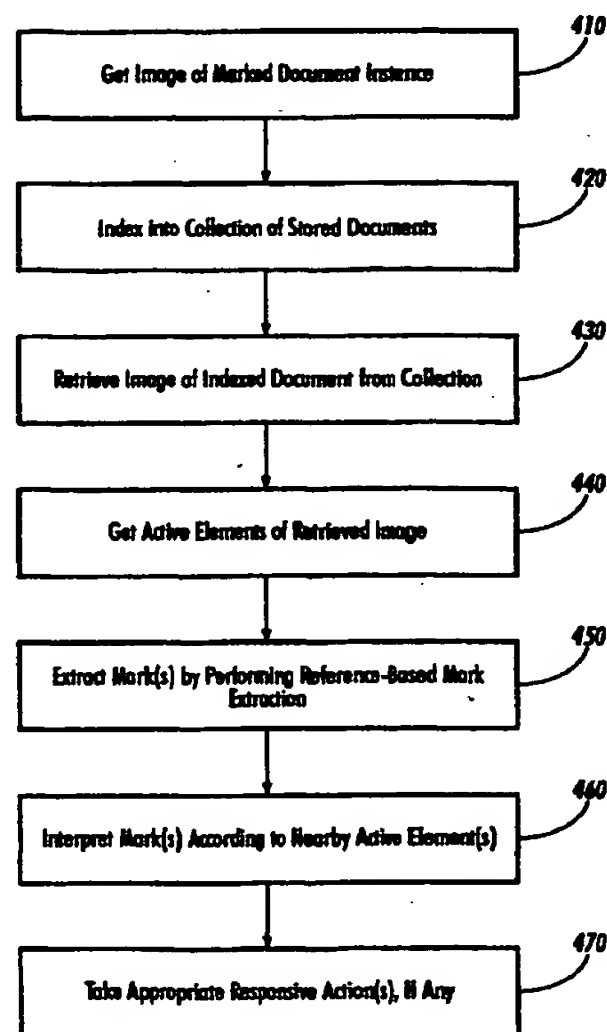 410
Get Image of Marked Document Instance
420
Index into Collection of Stored Documents
430
Retrieve Image of Indexed Document from Collection
440
Get Active Elements of Retrieved Image
450
Extract Mark(s) by Performing Reference-Based Mark
Extraction
460
Interpret Mark(s) According to Nearby Active Element(s)
470
Take Appropriate Responsive Action(s), If Any